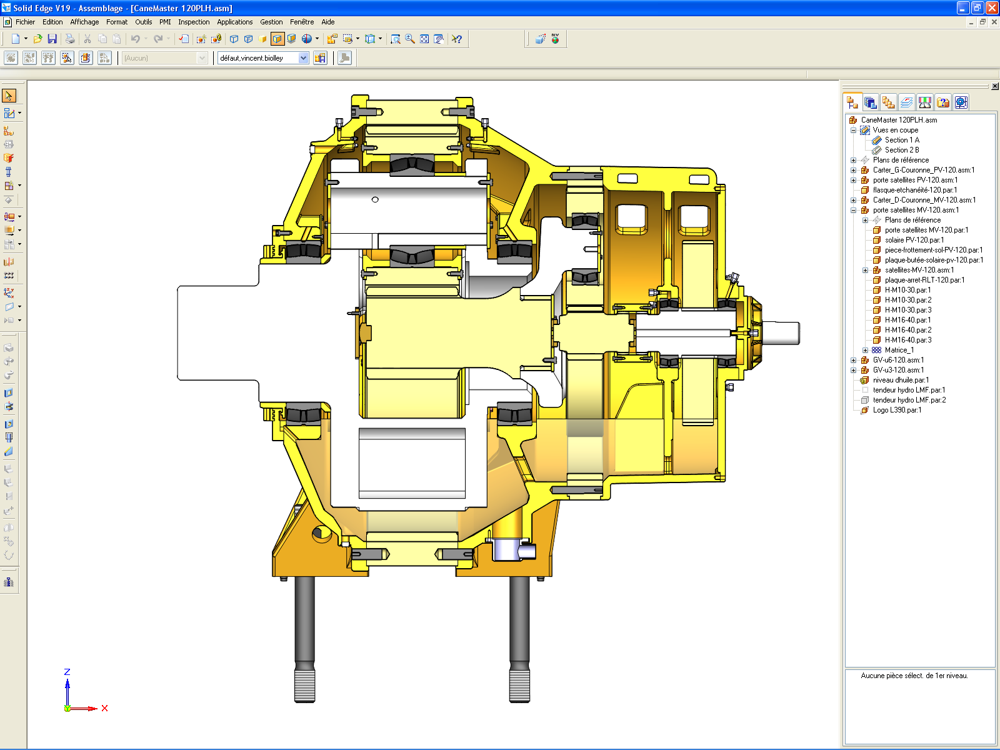 Solid Edge V19 - Assemblage - [CaneMaster 120PLH.asm]
Fichier Edition Affichage Format Outils PMI Inspection Applications Gestion Fenêtre Aide
(Aucun) défaut,vincent.biolley
CaneMaster 120PLH.asm
Vues en coupe
Section 1 A
Section 2 B
Plans de référence
Carter_G-Couronne_PV-120.asm:1
porte satellites PV-120.asm:1
flasque-etchanéité-120.par:1
Carter_D-Couronne_MV-120.asm:1
porte satellites MV-120.asm:1
Plans de référence
porte satellites MV-120.par:1
solaire PV-120.par:1
piece-frottement-sol-PV-120.par:1
plaque-butée-solaire-pv-120.par:1
satellites-MV-120.asm:1
plaque-arret-RLT-120.par:1
H-M10-30.par:1
H-M10-30.par:2
H-M10-30.par:3
H-M16-40.par:1
H-M16-40.par:2
H-M16-40.par:3
Matrice_1
GV-u6-120.asm:1
GV-u3-120.asm:1
niveau dhuile.par:1
tendeur hydro LMF.par:1
tendeur hydro LMF.par:2
Logo L390.par:1
Aucune pièce sélect. de 1er niveau.
Z
X